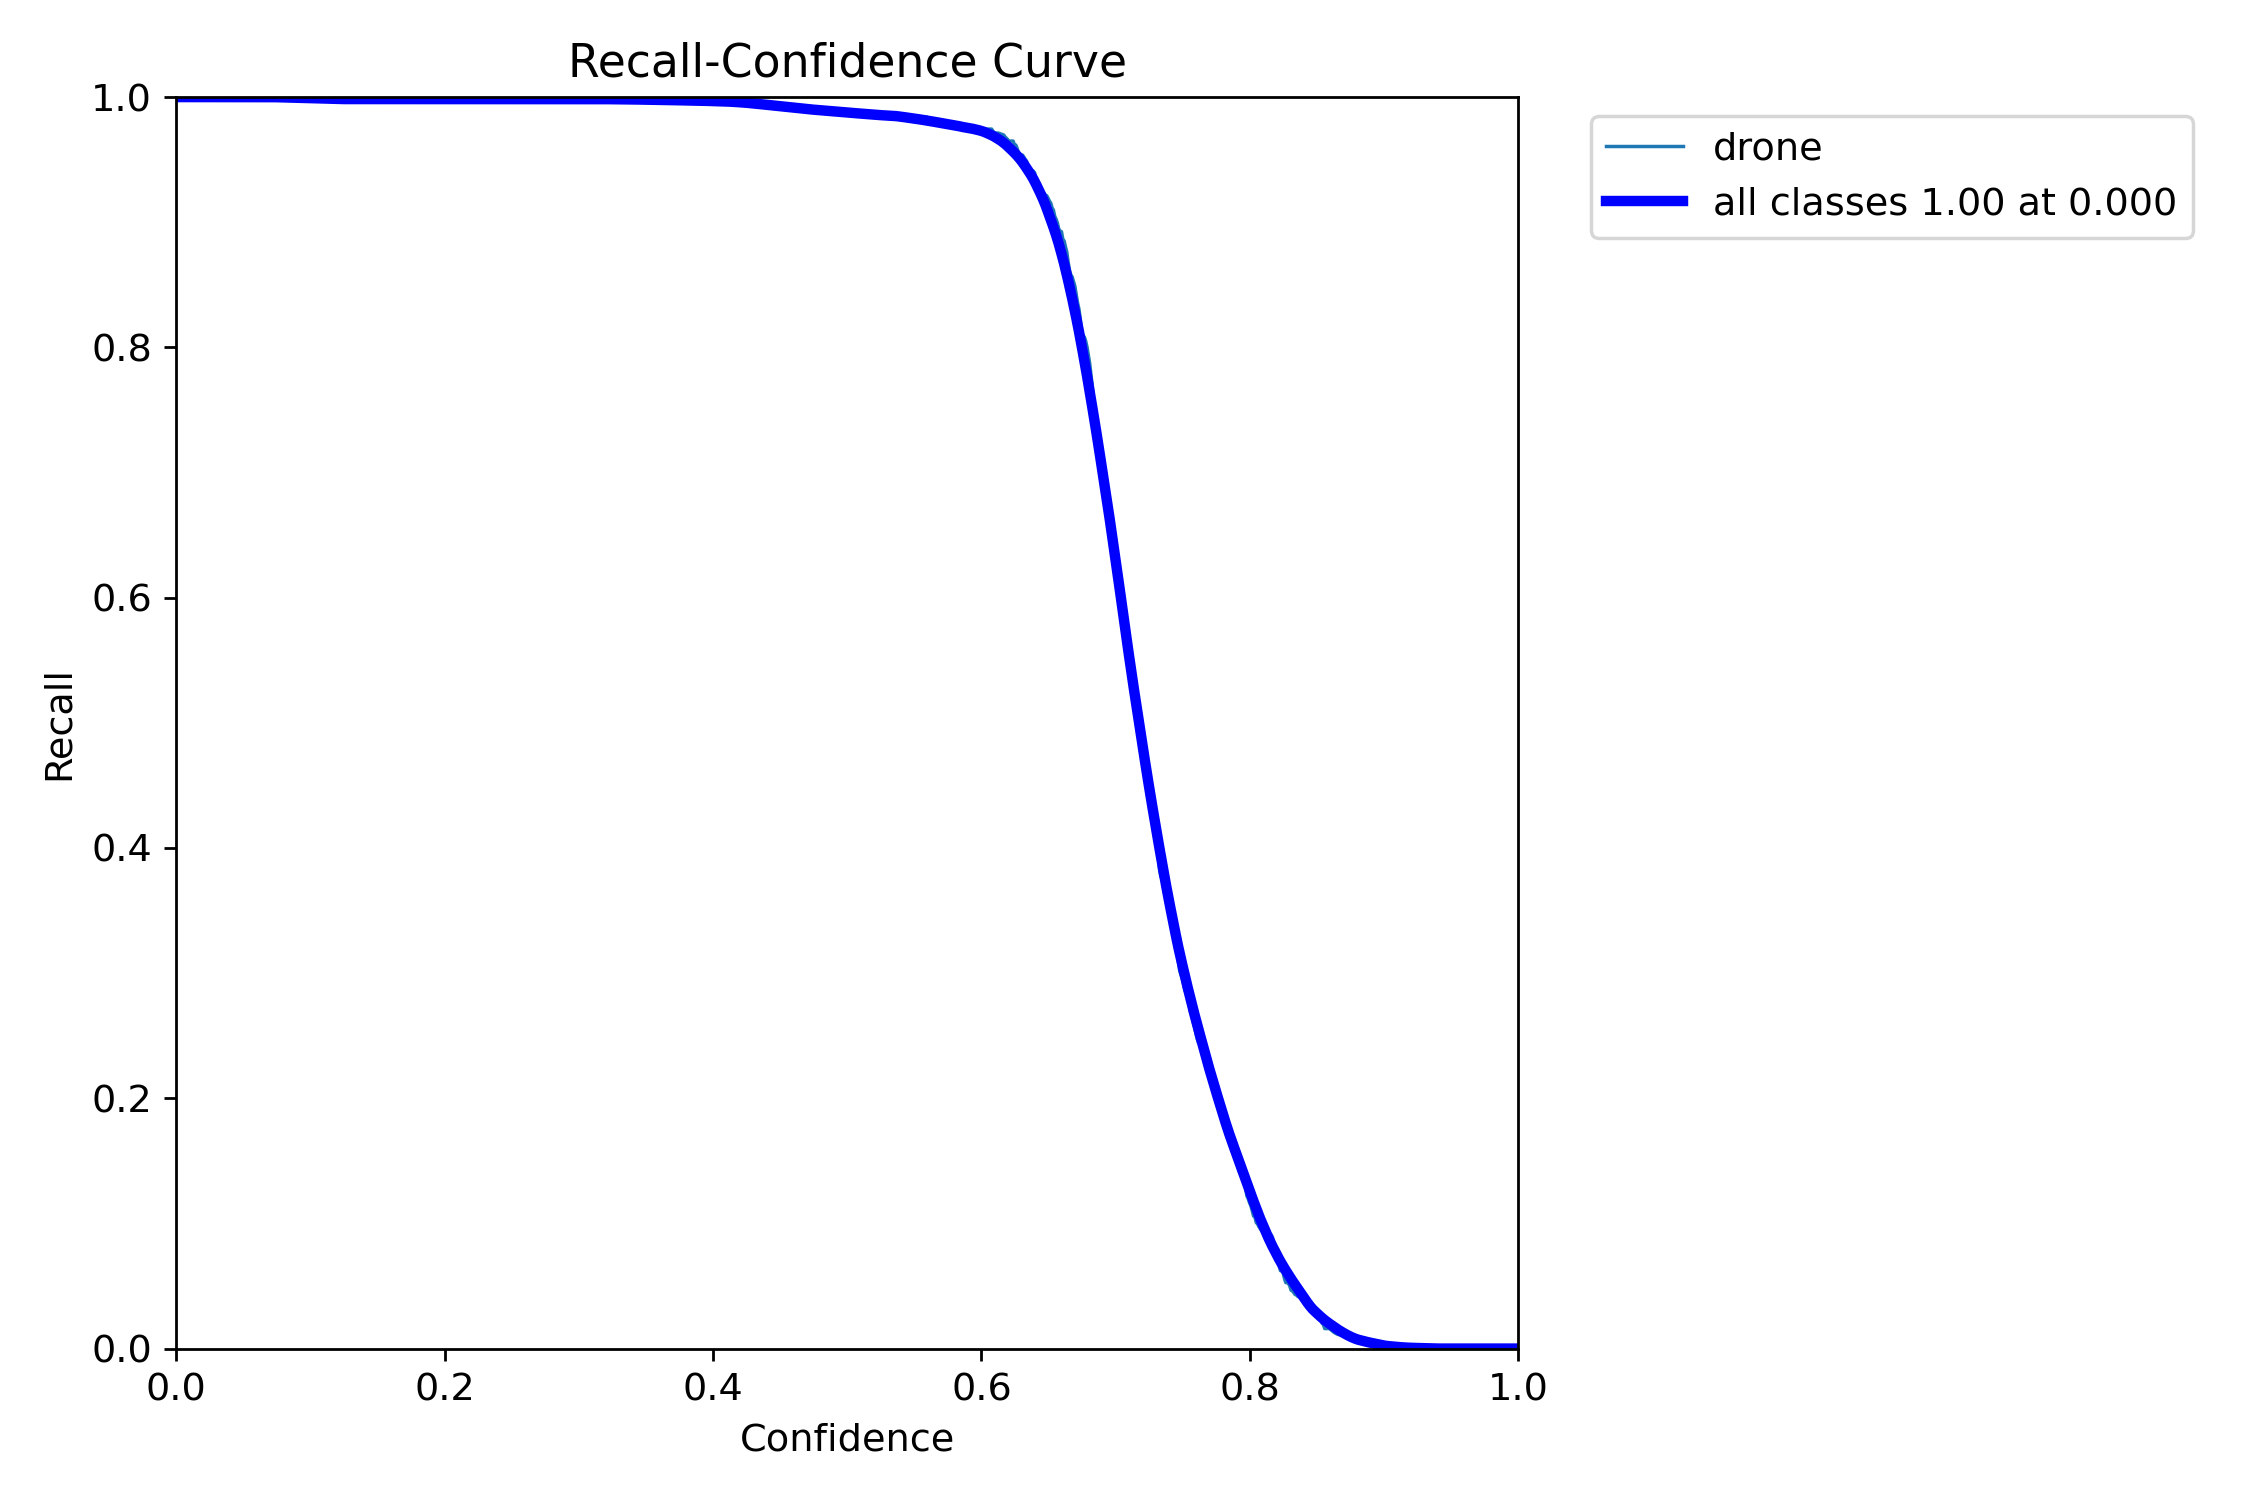 Recall-Confidence Curve
1.0
0.8
0.6
0.4
0.2
0.0
Recall
0.0 0.2 0.4 0.6 0.8 1.0
Confidence
drone
all classes 1.00 at 0.000